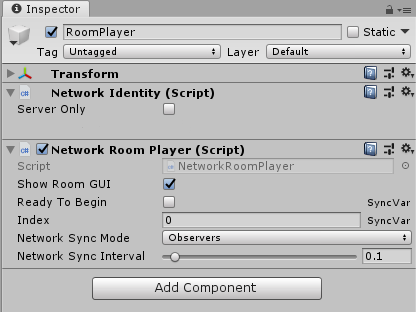 Inspector
RoomPlayer Static
Tag Untagged Layer Default
Transform
Network Identity (Script)
Server Only
Network Room Player (Script)
Script NetworkRoomPlayer
Show Room GUI
Ready To Begin SyncVar
Index 0 SyncVar
Network Sync Mode Observers
Network Sync Interval 0.1
Add Component